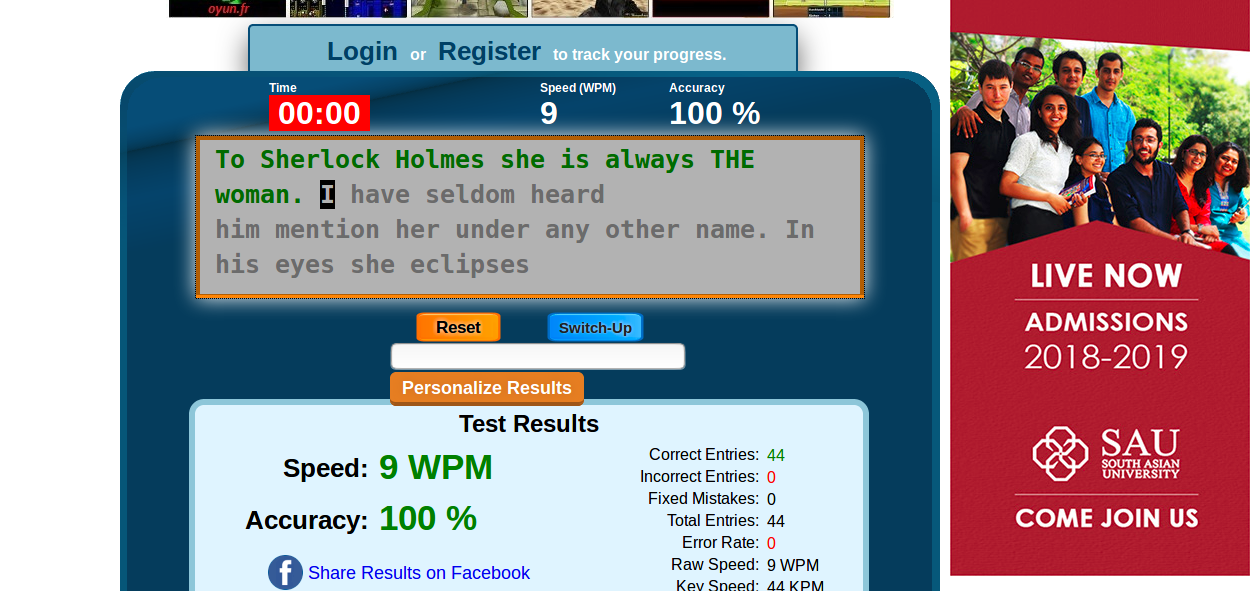 oyun.fr
Login or Register to track your progress.
Time
00:00
Speed (WPM)
9
Accuracy
100 %
To Sherlock Holmes she is always THE
woman. I have seldom heard
him mention her under any other name. In
his eyes she eclipses
Reset
Switch-Up
Personalize Results
Test Results
Speed: 9 WPM
Accuracy: 100 %
Share Results on Facebook
Correct Entries: 44
Incorrect Entries: 0
Fixed Mistakes: 0
Total Entries: 44
Error Rate: 0
Raw Speed: 9 WPM
Key Speed: 44 KPM
LIVE NOW
ADMISSIONS
2018-2019
SAU
SOUTH ASIAN
UNIVERSITY
COME JOIN US